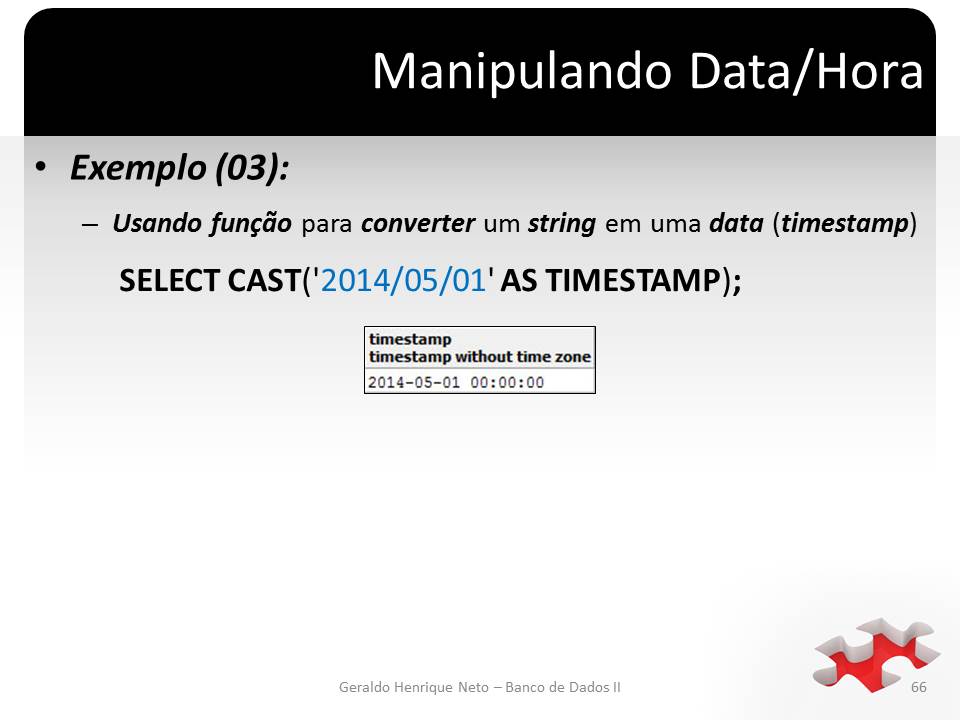 Manipulando Data/Hora
• Exemplo (03):
– Usando função para converter um string em uma data (timestamp)
SELECT CAST('2014/05/01' AS TIMESTAMP);
timestamp
timestamp without time zone
2014-05-01 00:00:00
Geraldo Henrique Neto – Banco de Dados II
66